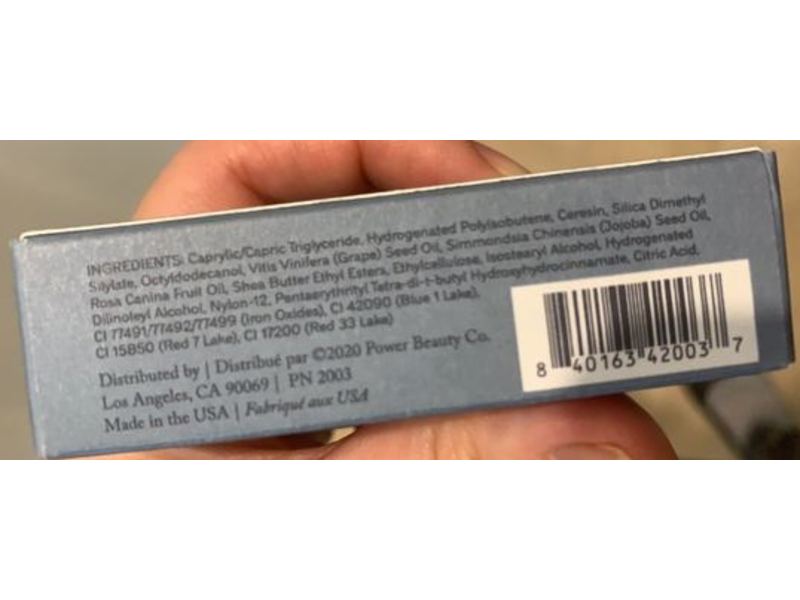 INGREDIENTS: Caprylic/Capric Triglyceride, Hydrogenated Polyisobutene, Ceresin, Silica Dimethyl
Silylate, Octyldodecanol, Vitis Vinifera (Grape) Seed Oil, Simmondsia Chinensis (Jojoba) Seed Oil,
Rosa Canina Fruit Oil, Shea Butter Ethyl Esters, Ethylcellulose, Isostearyl Alcohol, Hydrogenated
Dilinoleyl Alcohol, Nylon-12, Pentaerythrityl Tetra-di-t-butyl Hydroxyhydrocinnamate, Citric Acid,
CI 77491/77492/77499 (Iron Oxides), CI 42090 (Blue 1 Lake),
CI 15850 (Red 7 Lake), CI 17200 (Red 33 Lake)
Distributed by | Distribué par ©2020 Power Beauty Co.
Los Angeles, CA 90069 | PN 2003
Made in the USA | Fabriqué aux USA
8 40163 42003 7